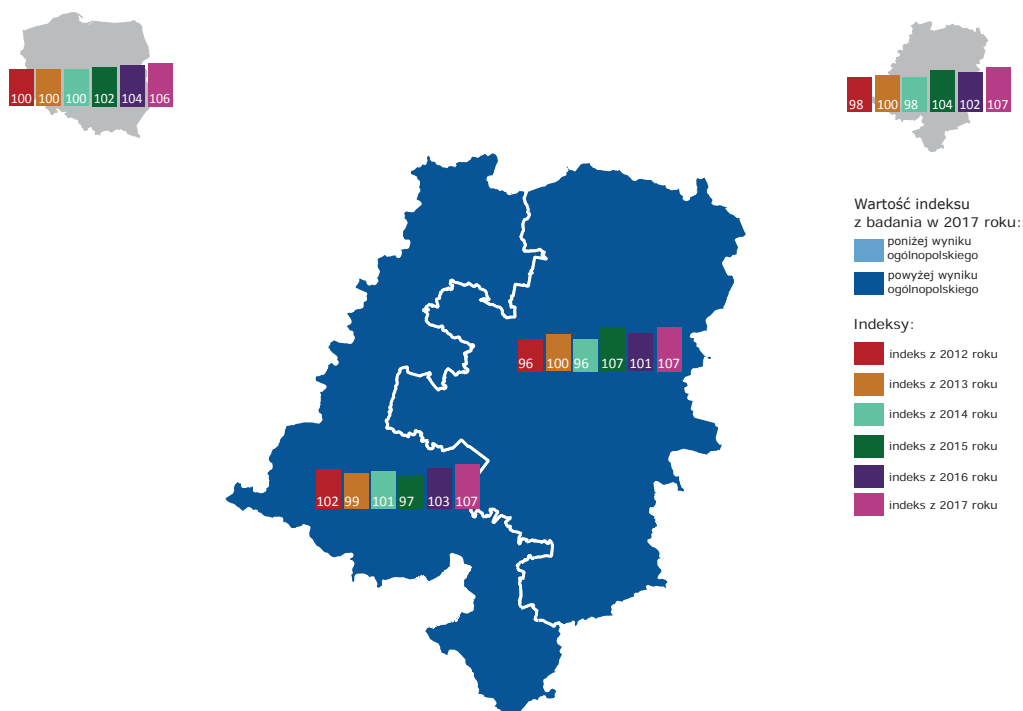 100 100 100 102 104 106
98 100 98 104 102 107
Wartość indeksu
z badania w 2017 roku:
poniżej wyniku
ogólnopolskiego
powyżej wyniku
ogólnopolskiego
Indeksy:
indeks z 2012 roku
indeks z 2013 roku
indeks z 2014 roku
indeks z 2015 roku
indeks z 2016 roku
indeks z 2017 roku
96 100 96 107 101 107
102 99 101 97 103 107